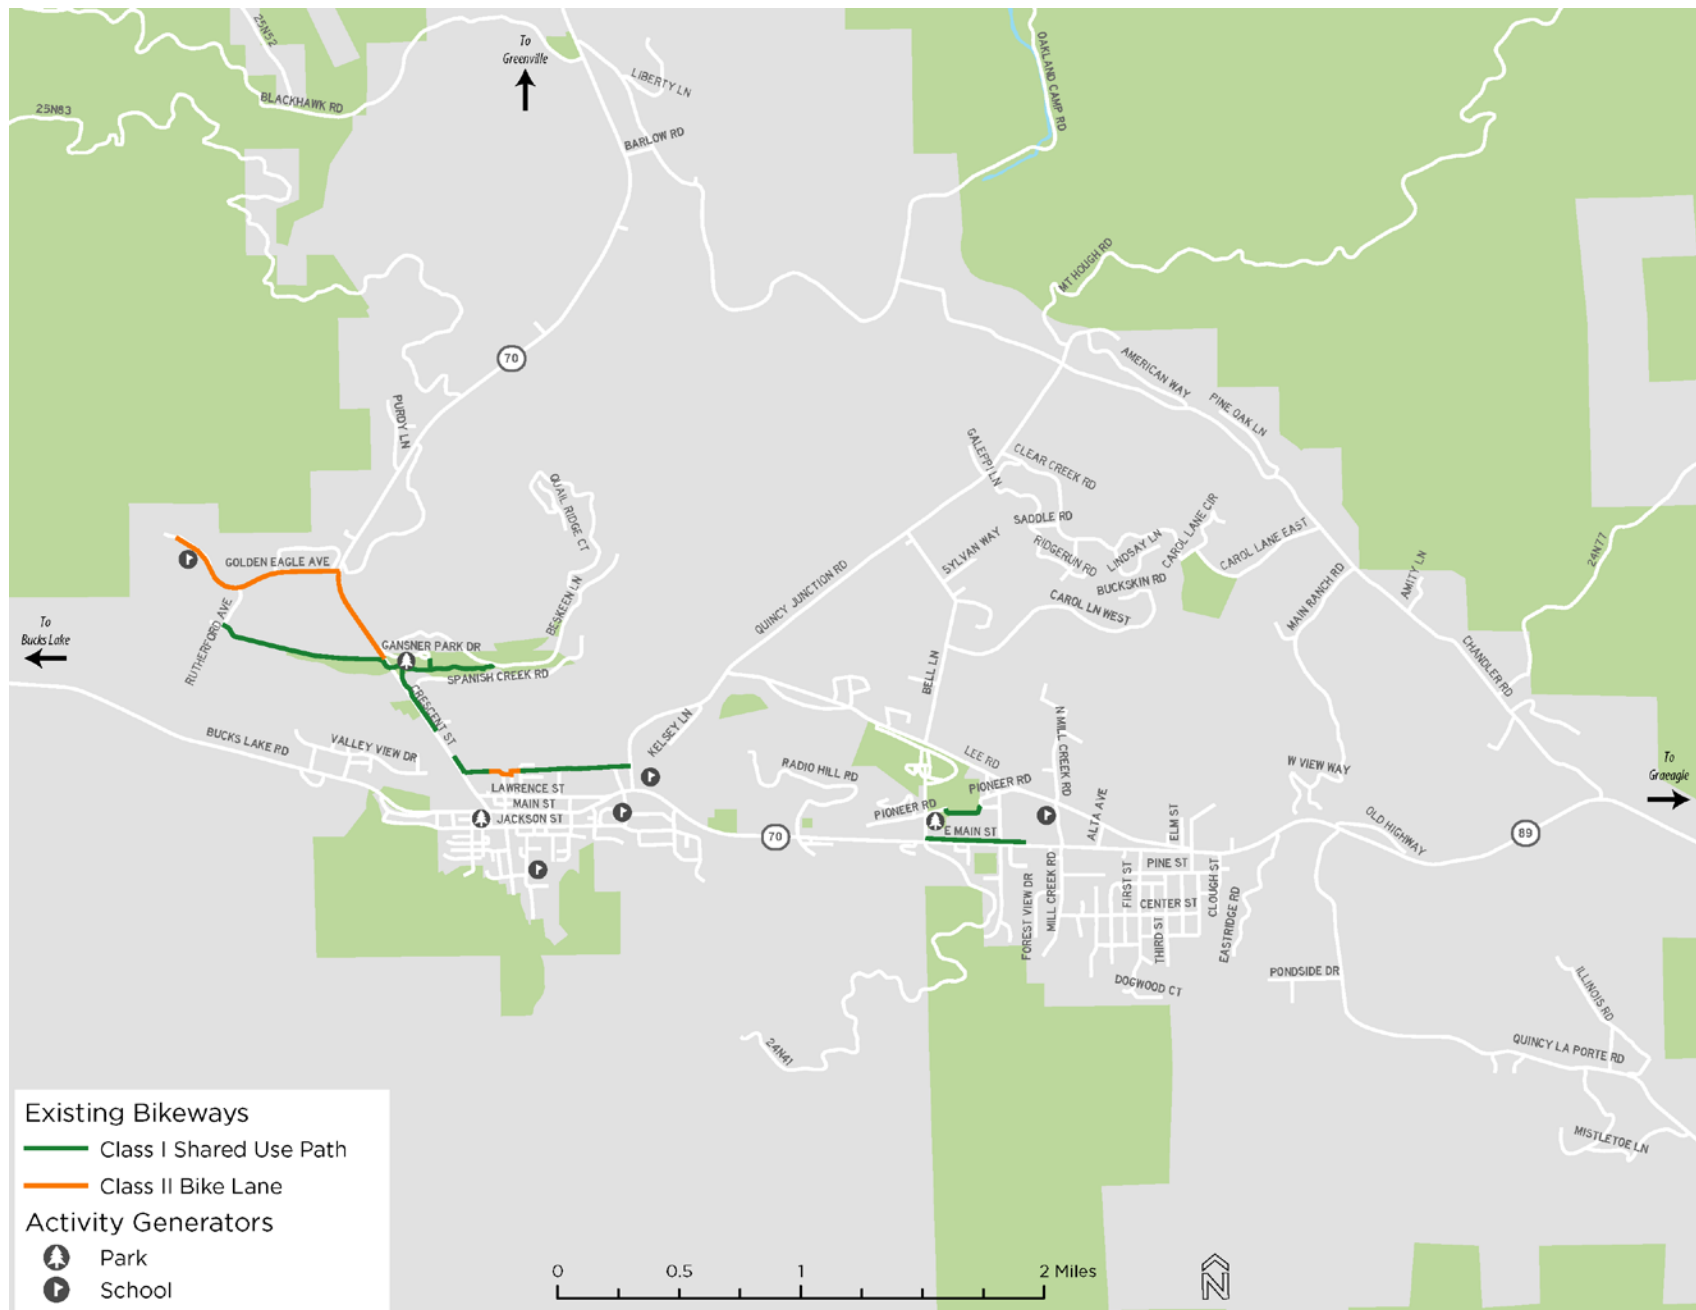 25N52
To
Greenville
OAKLAND CAMP RD
LIBERTY LN
BLACKHAWK RD
25N83
BARLOW RD
MT HOUGH RD
70
AMERICAN WAY
PINE OAK LN
PURDY LN
GALEPPI LN
CLEAR CREEK RD
QUAIL RIDGE CT
SADDLE RD
CAROL LANE CIR
LINDSAY LN
CAROL LANE EAST
SYLVAN WAY
RIDGERUN RD
24N77
GOLDEN EAGLE AVE
BUCKSKIN RD
QUINCY JUNCTION RD
AMITY LN
BESKEEN LN
CAROL LN WEST
MAIN RANCH RD
To
Bucks Lake
RUTHERFORD AVE
GANSNER PARK DR
SPANISH CREEK RD
BELL LN
CHANDLER RD
CRESCENT ST
KELSEY LN
N MILL CREEK RD
BUCKS LAKE RD
VALLEY VIEW DR
LEE RD
RADIO HILL RD
W VIEW WAY
To
Graeagle
LAWRENCE ST
PIONEER RD
MAIN ST
PIONEER RD
JACKSON ST
ALTA AVE
ELM ST
OLD HIGHWAY
70
E MAIN ST
89
PINE ST
FIRST ST
CLOUGH ST
MILL CREEK RD
FOREST VIEW DR
CENTER ST
EASTRIDGE RD
THIRD ST
PONDSIDE DR
DOGWOOD CT
ILLINOIS RD
24N41
QUINCY LA PORTE RD
MISTLETOE LN
Existing Bikeways
Class I Shared Use Path
Class II Bike Lane
Activity Generators
Park
School
0 0.5 1 2 Miles
N